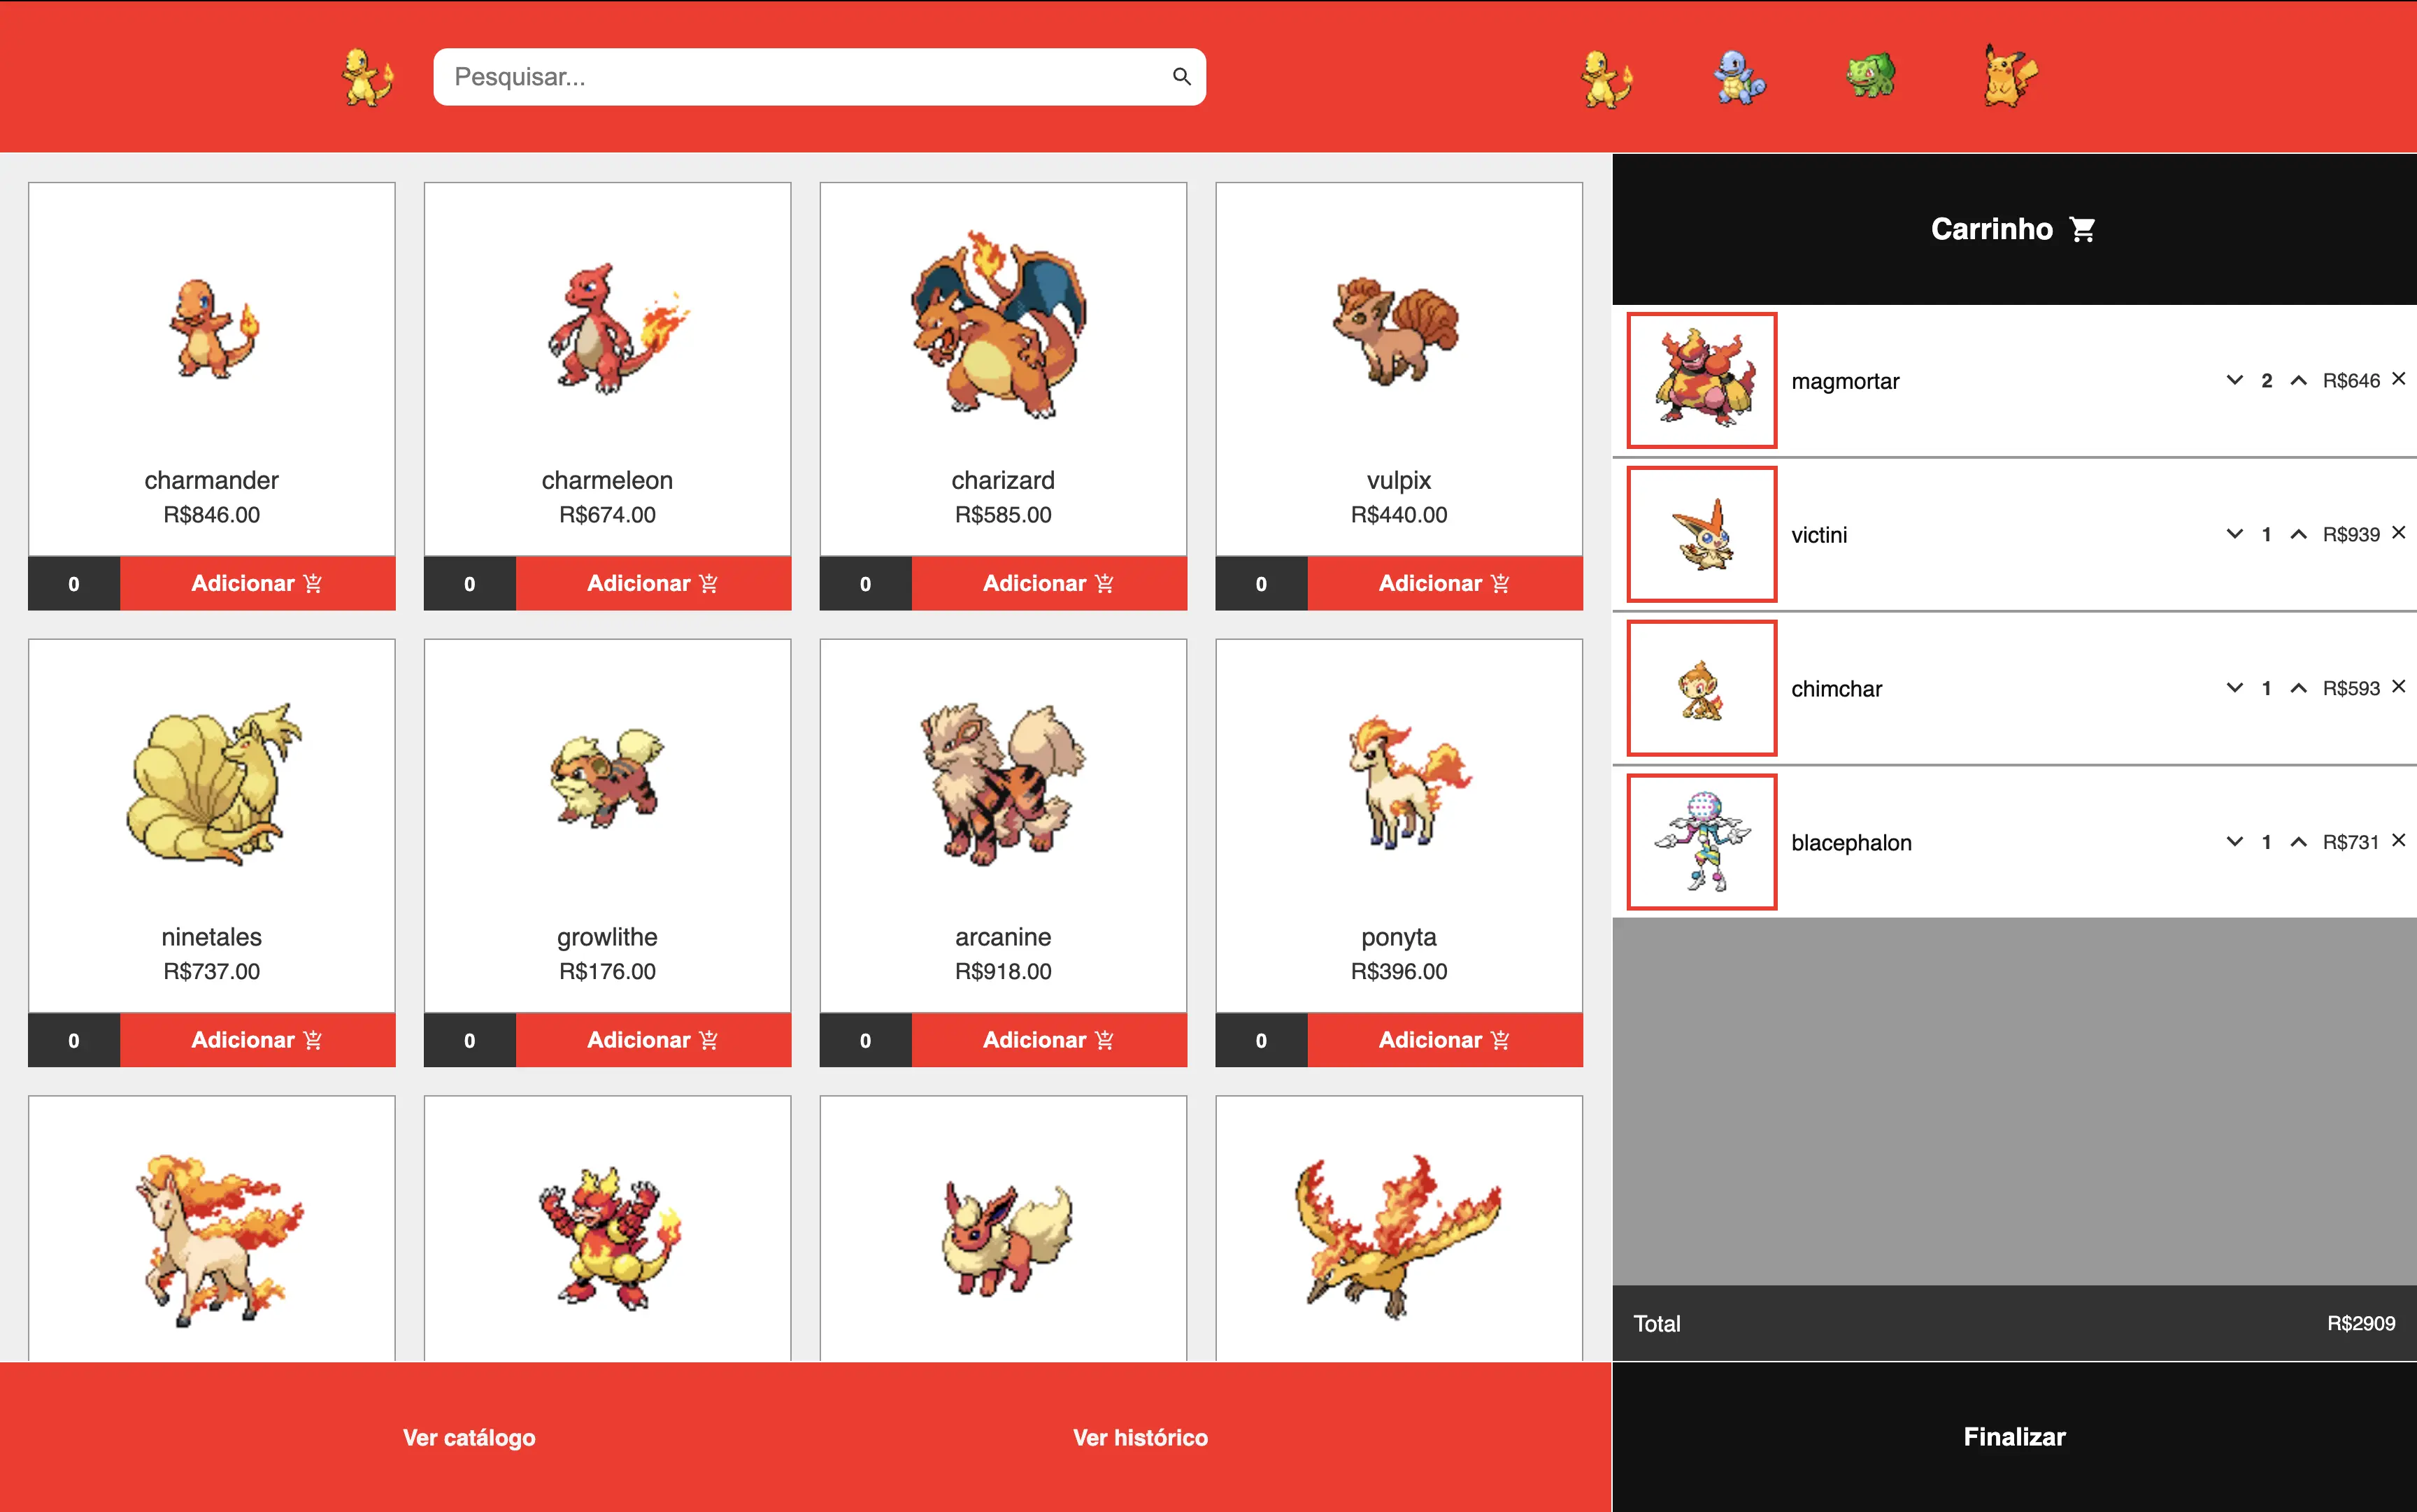 Pesquisar...
charmander
R$846.00
0 Adicionar
charmeleon
R$674.00
0 Adicionar
charizard
R$585.00
0 Adicionar
vulpix
R$440.00
0 Adicionar
ninetales
R$737.00
0 Adicionar
growlithe
R$176.00
0 Adicionar
arcanine
R$918.00
0 Adicionar
ponyta
R$396.00
0 Adicionar
Carrinho
magmortar 2 R$646
victini 1 R$939
chimchar 1 R$593
blacephalon 1 R$731
Total R$2909
Ver catálogo
Ver histórico
Finalizar